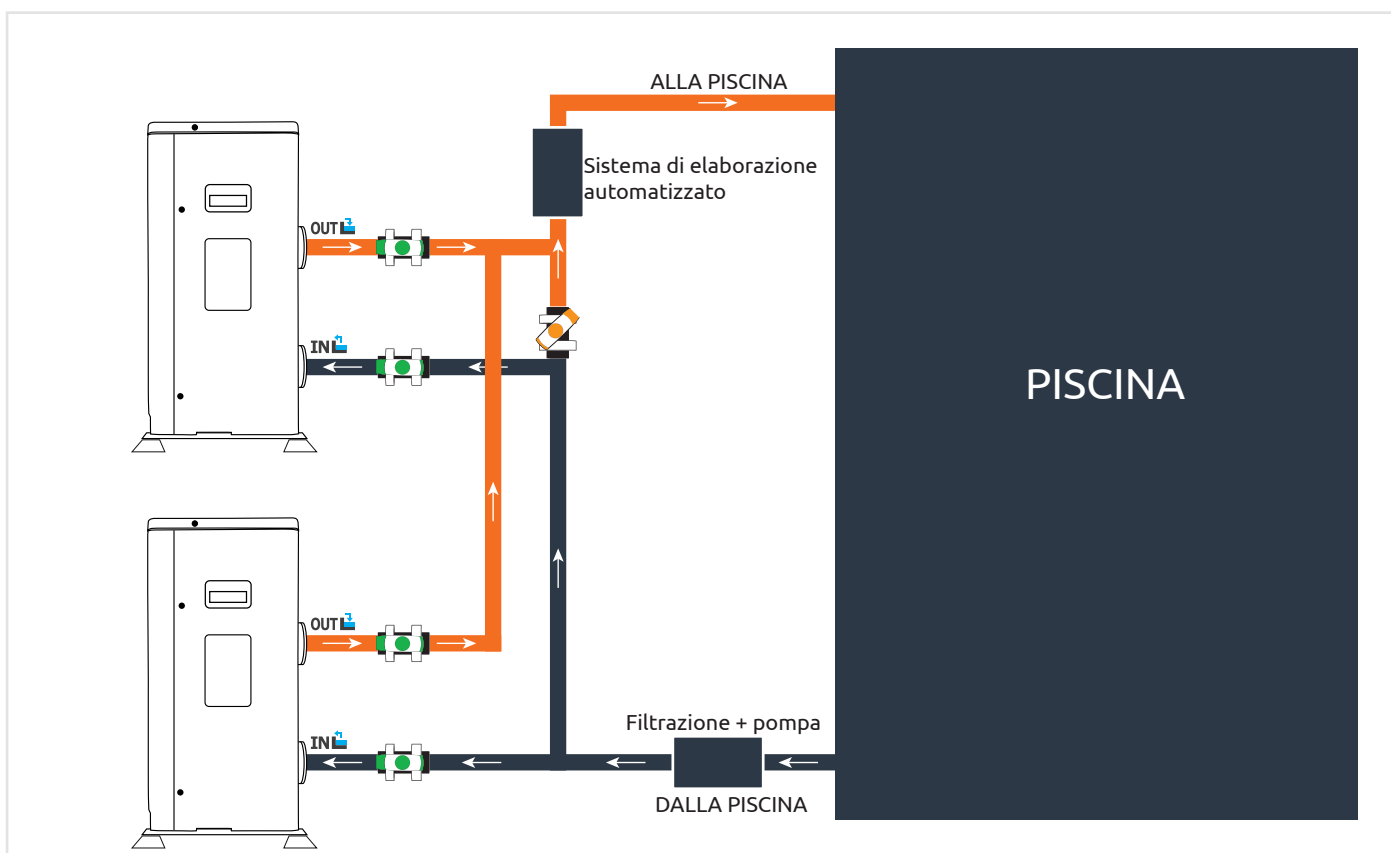 ALLA PISCINA
Sistema di elaborazione
automatizzato
OUT
IN
PISCINA
OUT
Filtrazione + pompa
IN
DALLA PISCINA